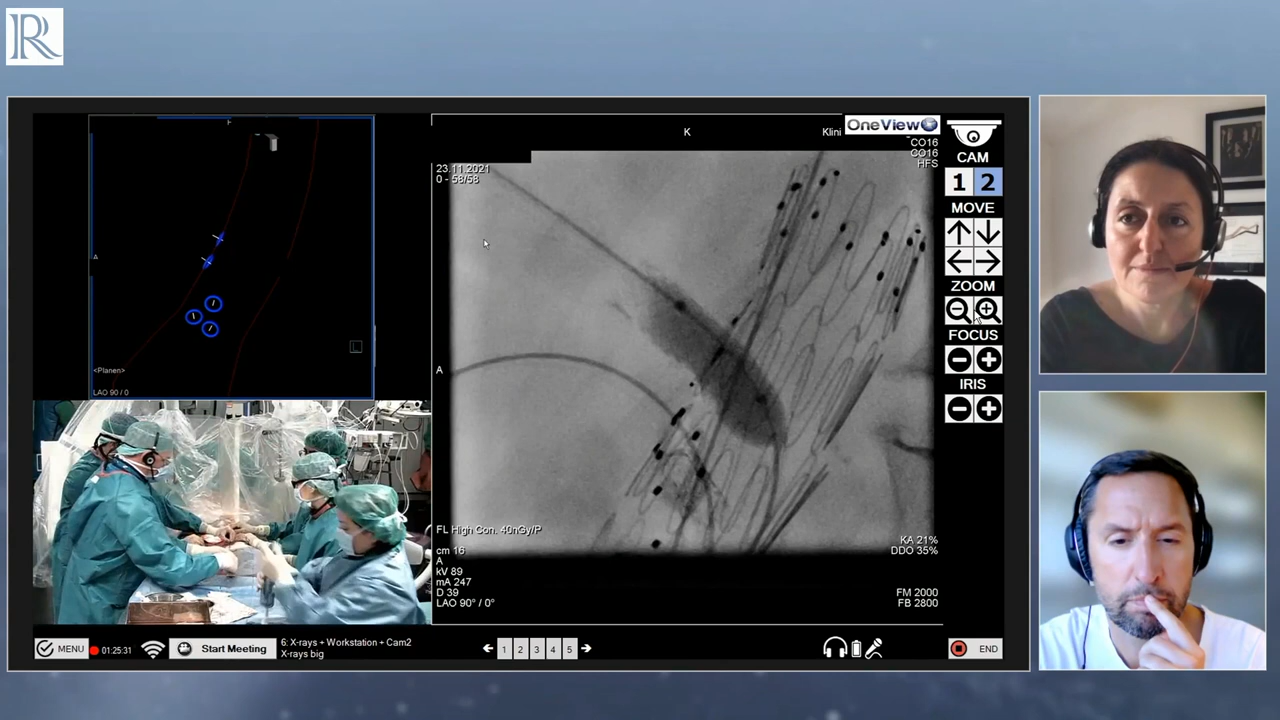 R
H
A
<Planen>
LAO 90 / 0
L
K
Klini
OneView
CO16
CO16
HFS
23.11.2021
0 - 58/58
A
FL High Con. 40nGy/P
cm 16
A
kV 89
mA 247
D 39
LAO 90° / 0°
KA 21%
DDO 35%
FM 2000
FB 2800
CAM
1 2
MOVE
ZOOM
FOCUS
IRIS
MENU
01:25:31
Start Meeting
6: X-rays + Workstation + Cam2
X-rays big
1 2 3 4 5
END